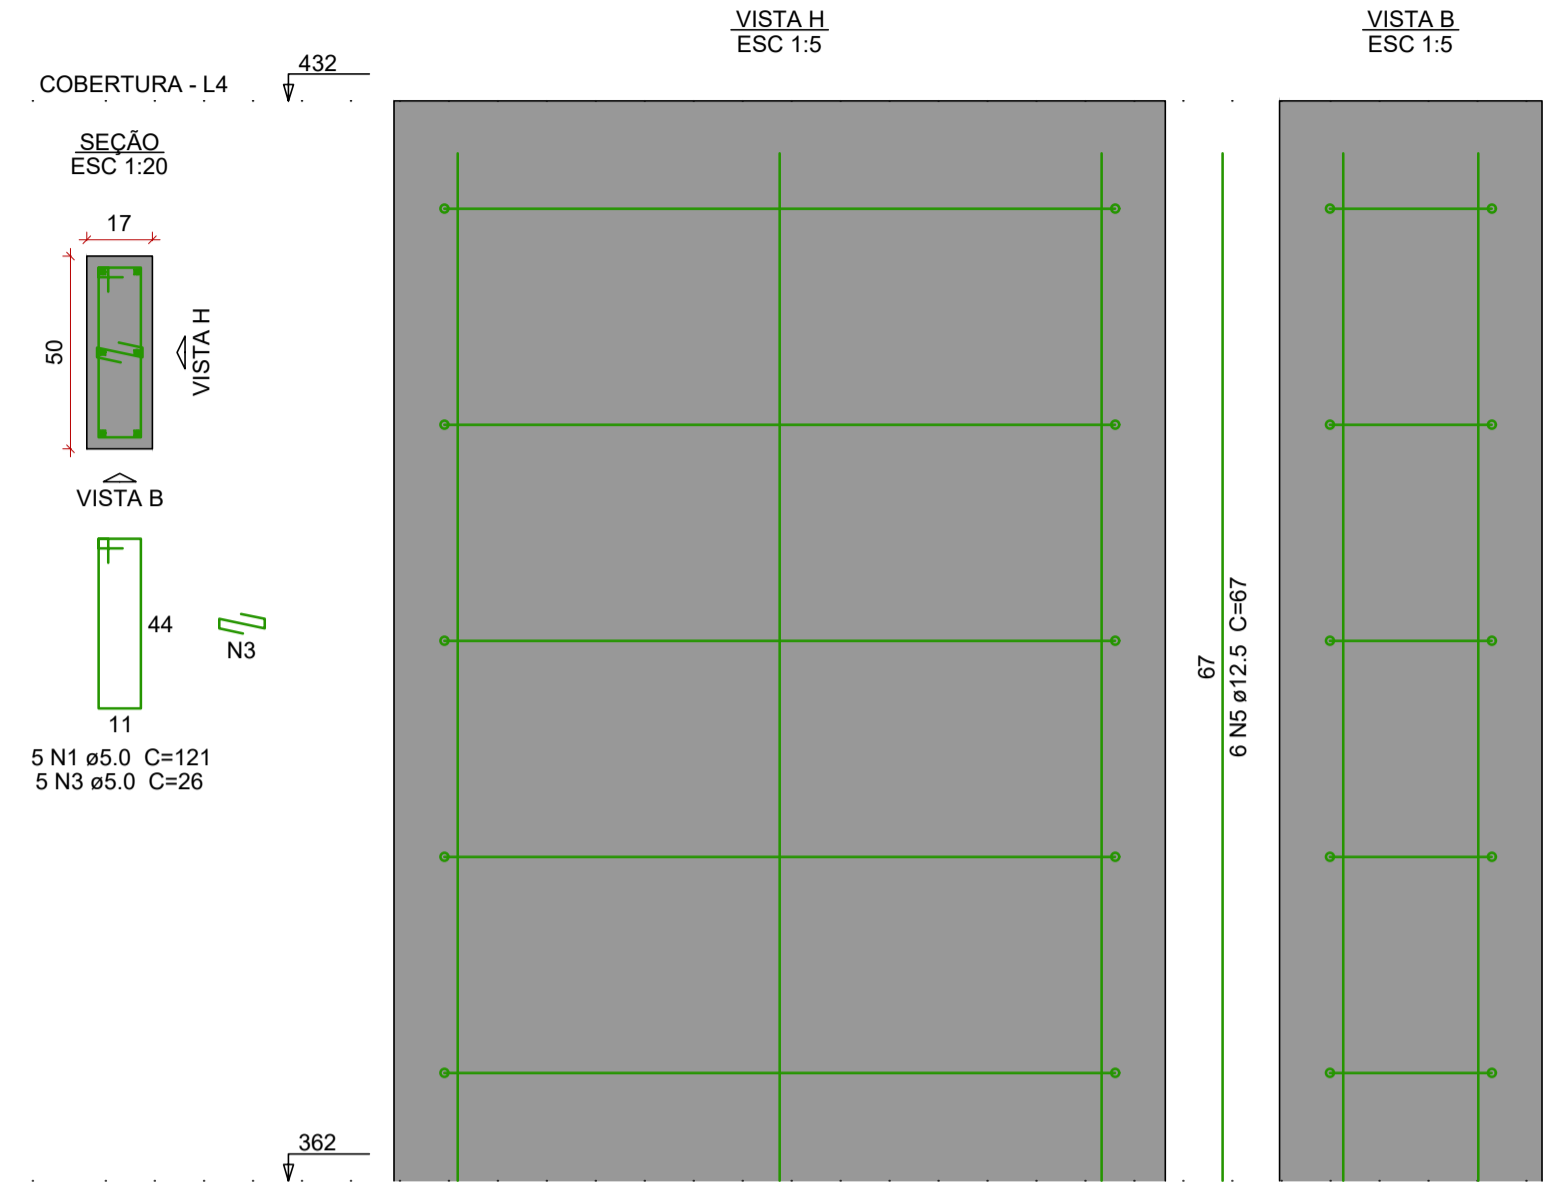 VISTA H
ESC 1:5
VISTA B
ESC 1:5
432
COBERTURA - L4
SEÇÃO
ESC 1:20
17
50
VISTA H
VISTA B
44
N3
11
5 N1 ø5.0 C=121
5 N3 ø5.0 C=26
67
6 N5 ø12.5 C=67
362